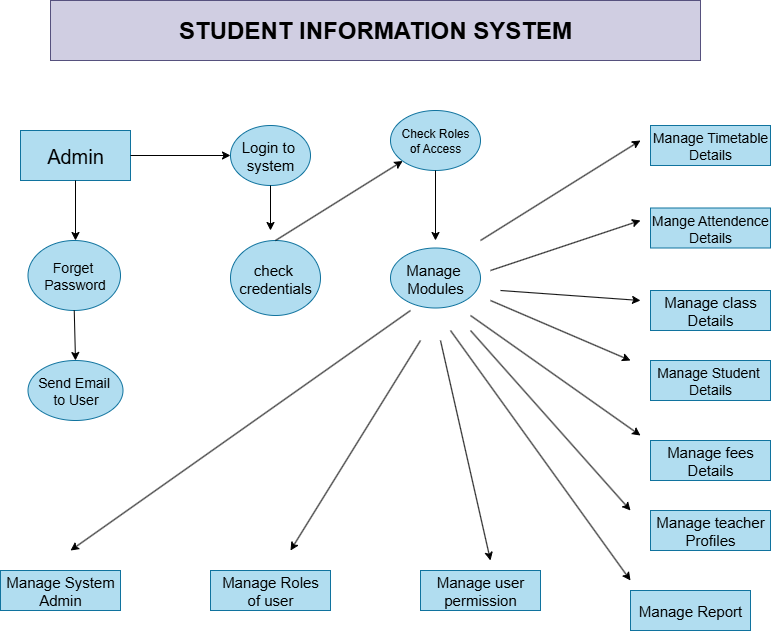 STUDENT INFORMATION SYSTEM
Admin
Login to
system
Check Roles
of Access
Manage Timetable
Details
Mange Attendence
Details
Forget
Password
check
credentials
Manage
Modules
Manage class
Details
Manage Student
Details
Send Email
to User
Manage fees
Details
Manage teacher
Profiles
Manage System
Admin
Manage Roles
of user
Manage user
permission
Manage Report